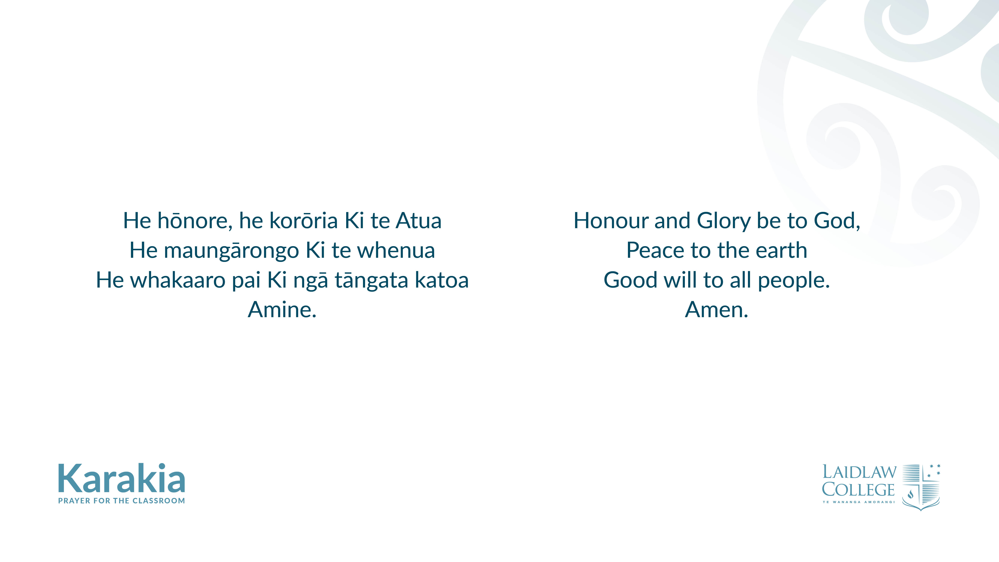 He hōnore, he korōria Ki te Atua
He maungārongo Ki te whenua
He whakaaro pai Ki ngā tāngata katoa
Amine.
Honour and Glory be to God,
Peace to the earth
Good will to all people.
Amen.
Karakia
PRAYER FOR THE CLASSROOM
LAIDLAW
COLLEGE
TE WANANGA AMORANGI